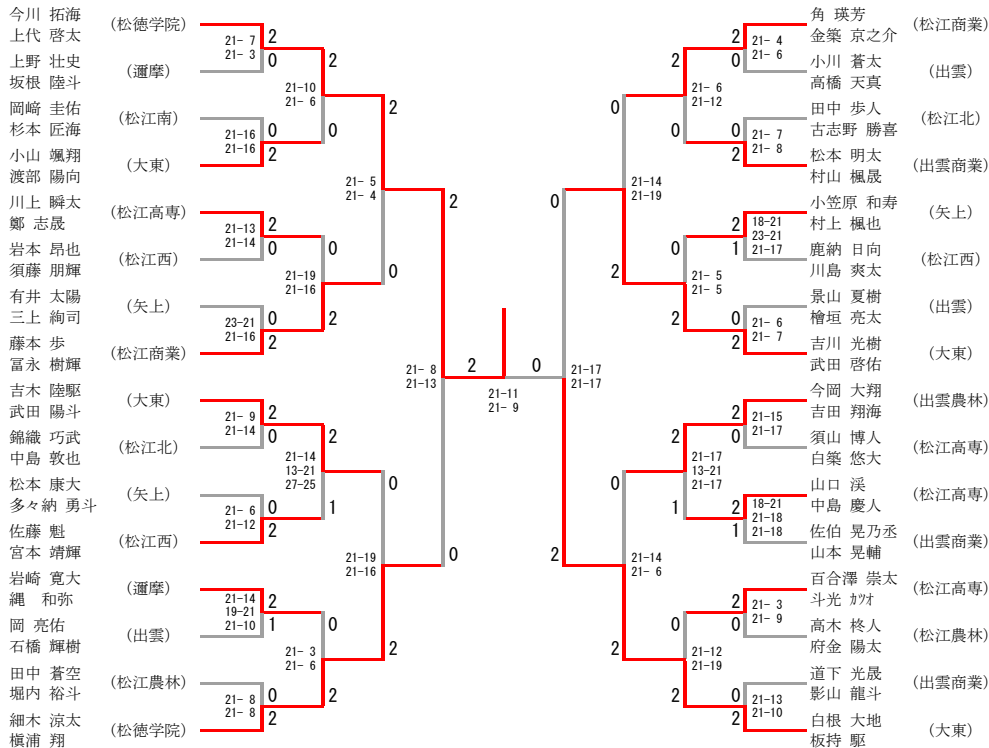 今川 拓海
上代 啓太
(松徳学院)
21- 7
21- 3
2
0
上野 壮史
坂根 陸斗
(邇摩)
21-10
21- 6
2
0
岡﨑 圭佑
杉本 匠海
(松江南)
21-16
21-16
0
2
小山 颯翔
渡部 陽向
(大東)
21- 5
21- 4
2
0
川上 瞬太
鄭 志晟
(松江高専)
21-13
21-14
2
0
岩本 昂也
須藤 朋輝
(松江西)
21-19
21-16
0
2
有井 太陽
三上 絢司
(矢上)
23-21
21-16
0
2
藤本 歩
冨永 樹輝
(松江商業)
21- 8
21-13
2
0
吉木 陸駆
武田 陽斗
(大東)
21- 9
21-14
2
0
錦織 巧武
中島 敦也
(松江北)
21-14
13-21
27-25
2
1
松本 康大
多々納 勇斗
(矢上)
21- 6
21-12
0
2
佐藤 魁
宮本 靖輝
(松江西)
21-19
21-16
0
2
岩崎 寛大
縄 和弥
(邇摩)
21-14
19-21
21-10
2
1
岡 亮佑
石橋 輝樹
(出雲)
21- 3
21- 6
0
2
田中 蒼空
堀内 裕斗
(松江農林)
21- 8
21- 8
0
2
細木 涼太
槇浦 翔
(松徳学院)
2
0
21-11
21- 9
角 瑛芳
金築 京之介
(松江商業)
21- 4
21- 6
2
0
小川 蒼太
高橋 天真
(出雲)
21- 6
21-12
0
0
田中 歩人
古志野 勝喜
(松江北)
21- 7
21- 8
0
2
松本 明太
村山 楓晟
(出雲商業)
21-14
21-19
0
2
小笠原 和寿
村上 楓也
(矢上)
18-21
23-21
21-17
2
1
鹿納 日向
川島 爽太
(松江西)
21- 5
21- 5
0
2
景山 夏樹
檜垣 亮太
(出雲)
21- 6
21- 7
0
2
吉川 光樹
武田 啓佑
(大東)
21-17
21-17
0
2
今岡 大翔
吉田 翔海
(出雲農林)
21-15
21-17
2
0
須山 博人
白築 悠大
(松江高専)
21-17
13-21
21-17
2
1
山口 渓
中島 慶人
(松江高専)
18-21
21-18
21-18
2
1
佐伯 晃乃丞
山本 晃輔
(出雲商業)
21-14
21- 6
0
2
百合澤 崇太
斗光 カツオ
(松江高専)
21- 3
21- 9
2
0
高木 柊人
府金 陽太
(松江農林)
21-12
21-19
2
2
道下 光晟
影山 龍斗
(出雲商業)
21-13
21-10
0
2
白根 大地
板持 駆
(大東)